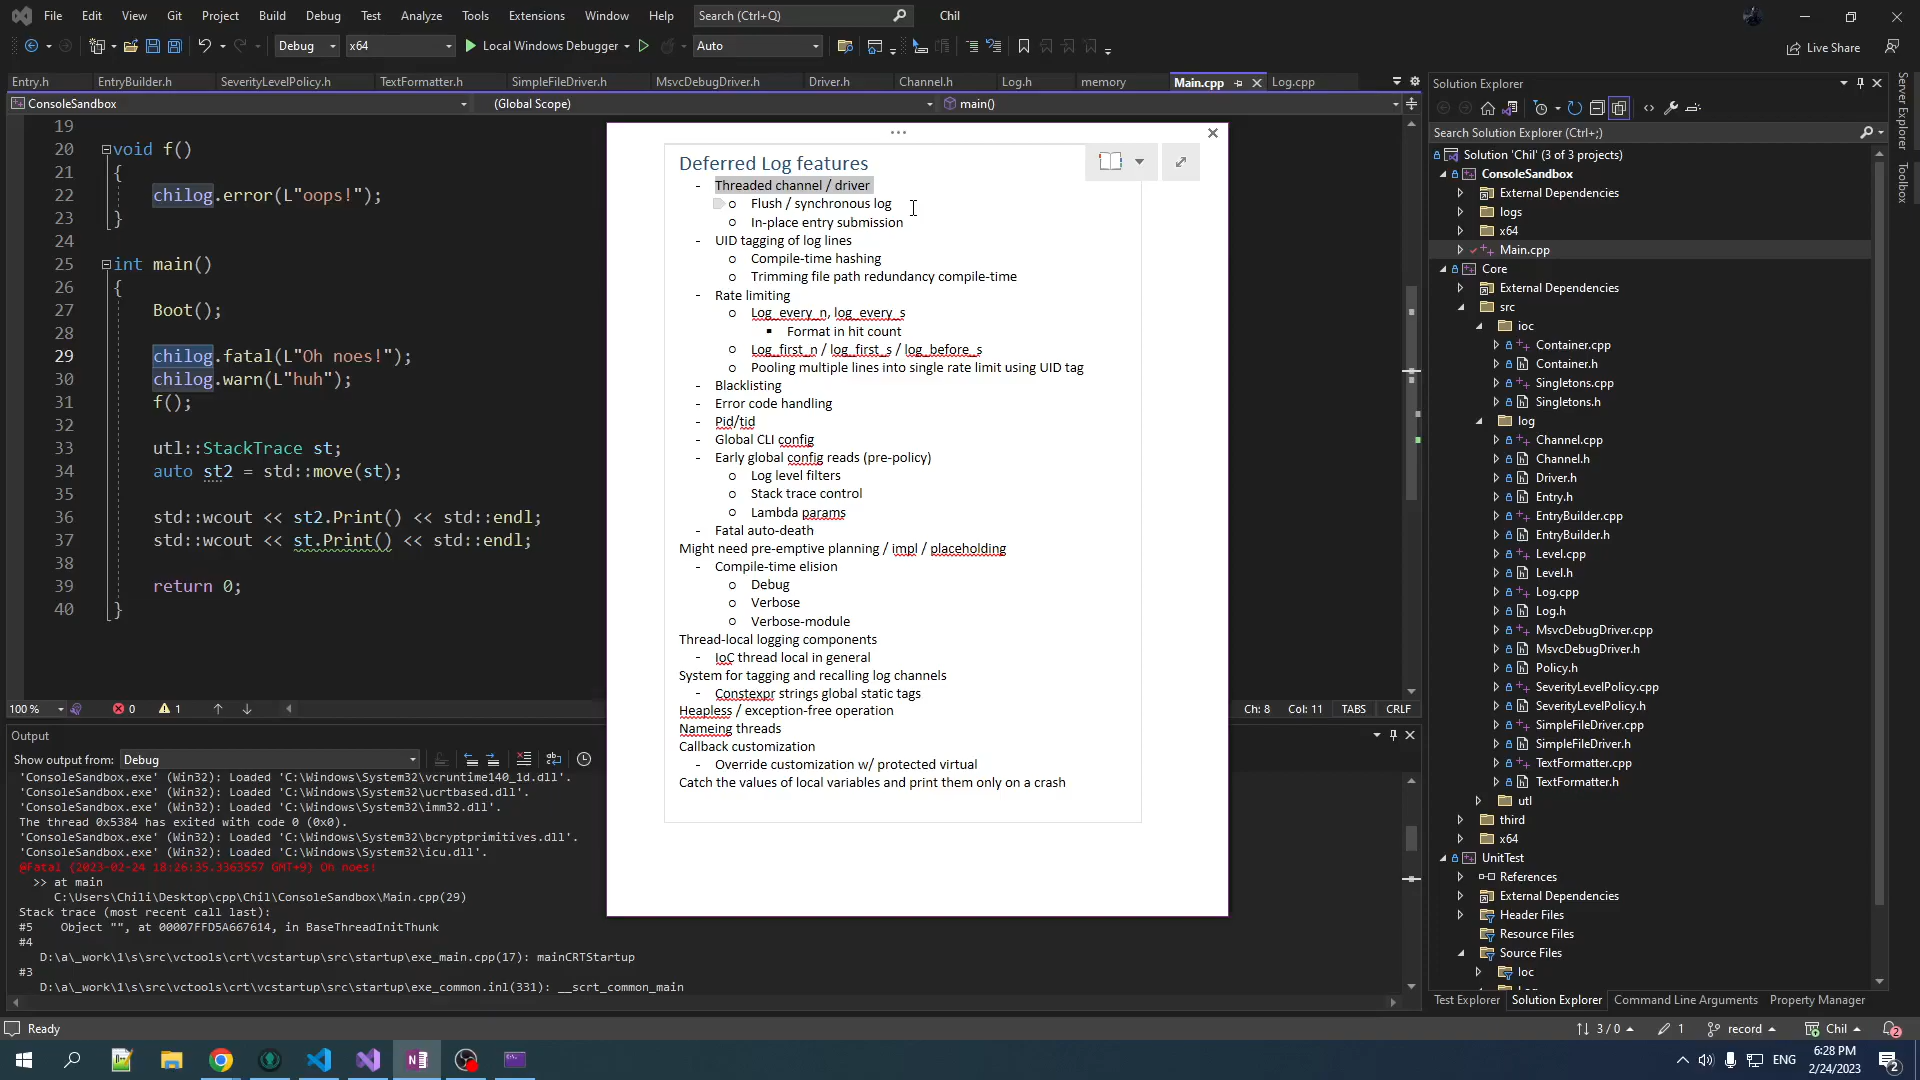 File Edit View Git Project Build Debug Test Analyze Tools Extensions Window Help Search (Ctrl+Q) Chil
Debug x64 Local Windows Debugger Auto Live Share
Entry.h EntryBuilder.h SeverityLevelPolicy.h TextFormatter.h SimpleFileDriver.h MsvcDebugDriver.h Driver.h Channel.h Log.h memory Main.cpp Log.cpp
ConsoleSandbox (Global Scope) main()
19
20 void f()
21 {
22 chilog.error(L"oops!");
23 }
24
25 int main()
26 {
27 Boot();
28
29 chilog.fatal(L"Oh noes!");
30 chilog.warn(L"huh");
31 f();
32
33 utl::StackTrace st;
34 auto st2 = std::move(st);
35
36 std::wcout << st2.Print() << std::endl;
37 std::wcout << st.Print() << std::endl;
38
39 return 0;
40 }
100 % 0 1 Ch: 8 Col: 11 TABS CRLF
Deferred Log features
- Threaded channel / driver
o Flush / synchronous log
o In-place entry submission
- UID tagging of log lines
o Compile-time hashing
o Trimming file path redundancy compile-time
- Rate limiting
o Log_every_n, log_every_s
▪ Format in hit count
o Log_first_n / log_first_s / log_before_s
o Pooling multiple lines into single rate limit using UID tag
- Blacklisting
- Error code handling
- Pid/tid
- Global CLI config
- Early global config reads (pre-policy)
o Log level filters
o Stack trace control
o Lambda params
- Fatal auto-death
Might need pre-emptive planning / impl / placeholding
- Compile-time elision
o Debug
o Verbose
o Verbose-module
Thread-local logging components
- IoC thread local in general
System for tagging and recalling log channels
- Constexpr strings global static tags
Heapless / exception-free operation
Nameing threads
Callback customization
- Override customization w/ protected virtual
Catch the values of local variables and print them only on a crash
Output
Show output from: Debug
'ConsoleSandbox.exe' (Win32): Loaded 'C:\Windows\System32\vcruntime140_1d.dll'.
'ConsoleSandbox.exe' (Win32): Loaded 'C:\Windows\System32\ucrtbased.dll'.
'ConsoleSandbox.exe' (Win32): Loaded 'C:\Windows\System32\imm32.dll'.
The thread 0x5384 has exited with code 0 (0x0).
'ConsoleSandbox.exe' (Win32): Loaded 'C:\Windows\System32\bcryptprimitives.dll'.
'ConsoleSandbox.exe' (Win32): Loaded 'C:\Windows\System32\icu.dll'.
@Fatal {2023-02-24 18:26:35.3363557 GMT+9} Oh noes!
>> at main
C:\Users\Chili\Desktop\cpp\Chil\ConsoleSandbox\Main.cpp(29)
Stack trace (most recent call last):
#5 Object "", at 00007FFD5A667614, in BaseThreadInitThunk
#4
D:\a\_work\1\s\src\vctools\crt\vcstartup\src\startup\exe_main.cpp(17): mainCRTStartup
#3
D:\a\_work\1\s\src\vctools\crt\vcstartup\src\startup\exe_common.inl(331): __scrt_common_main
Solution Explorer
Search Solution Explorer (Ctrl+;)
Solution 'Chil' (3 of 3 projects)
ConsoleSandbox
External Dependencies
logs
x64
Main.cpp
Core
External Dependencies
src
ioc
Container.cpp
Container.h
Singletons.cpp
Singletons.h
log
Channel.cpp
Channel.h
Driver.h
Entry.h
EntryBuilder.cpp
EntryBuilder.h
Level.cpp
Level.h
Log.cpp
Log.h
MsvcDebugDriver.cpp
MsvcDebugDriver.h
Policy.h
SeverityLevelPolicy.cpp
SeverityLevelPolicy.h
SimpleFileDriver.cpp
SimpleFileDriver.h
TextFormatter.cpp
TextFormatter.h
utl
third
x64
UnitTest
References
External Dependencies
Header Files
Resource Files
Source Files
Ioc
Test Explorer Solution Explorer Command Line Arguments Property Manager
Server Explorer
Toolbox
Ready 3 / 0 1 record Chil 2
ENG 6:28 PM
2/24/2023 2